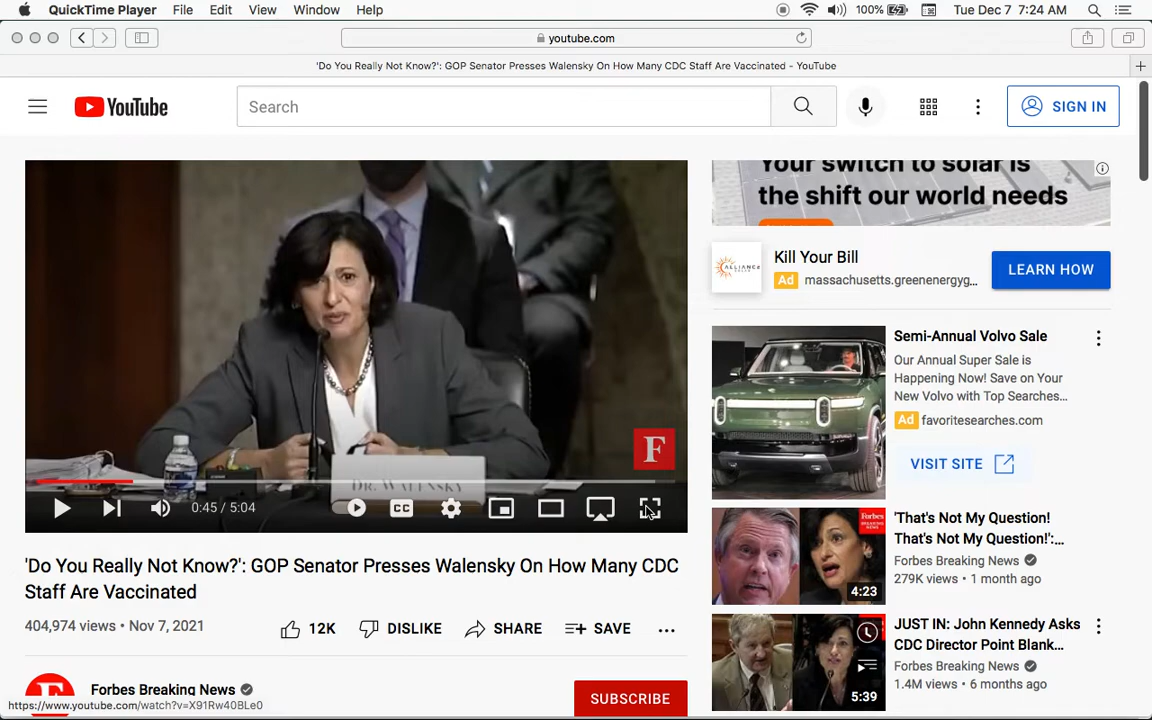 QuickTime Player File Edit View Window Help 100% Tue Dec 7 7:24 AM
youtube.com
'Do You Really Not Know?': GOP Senator Presses Walensky On How Many CDC Staff Are Vaccinated - YouTube
YouTube
Search
SIGN IN
Your switch to solar is
the shift our world needs
Kill Your Bill
Ad massachusetts.greenenergyg...
LEARN HOW
ALLIANCE
Semi-Annual Volvo Sale
Our Annual Super Sale is
Happening Now! Save on Your
New Volvo with Top Searches...
Ad favoritesearches.com
VISIT SITE
F
DR. WALENSKY
0:45 / 5:04
CC
'Do You Really Not Know?': GOP Senator Presses Walensky On How Many CDC
Staff Are Vaccinated
404,974 views • Nov 7, 2021
12K DISLIKE SHARE SAVE
Forbes Breaking News
SUBSCRIBE
https://www.youtube.com/watch?v=X91Rw40BLe0
Forbes
4:23
'That's Not My Question!
That's Not My Question!':...
Forbes Breaking News
279K views • 1 month ago
5:39
JUST IN: John Kennedy Asks
CDC Director Point Blank...
Forbes Breaking News
1.4M views • 6 months ago